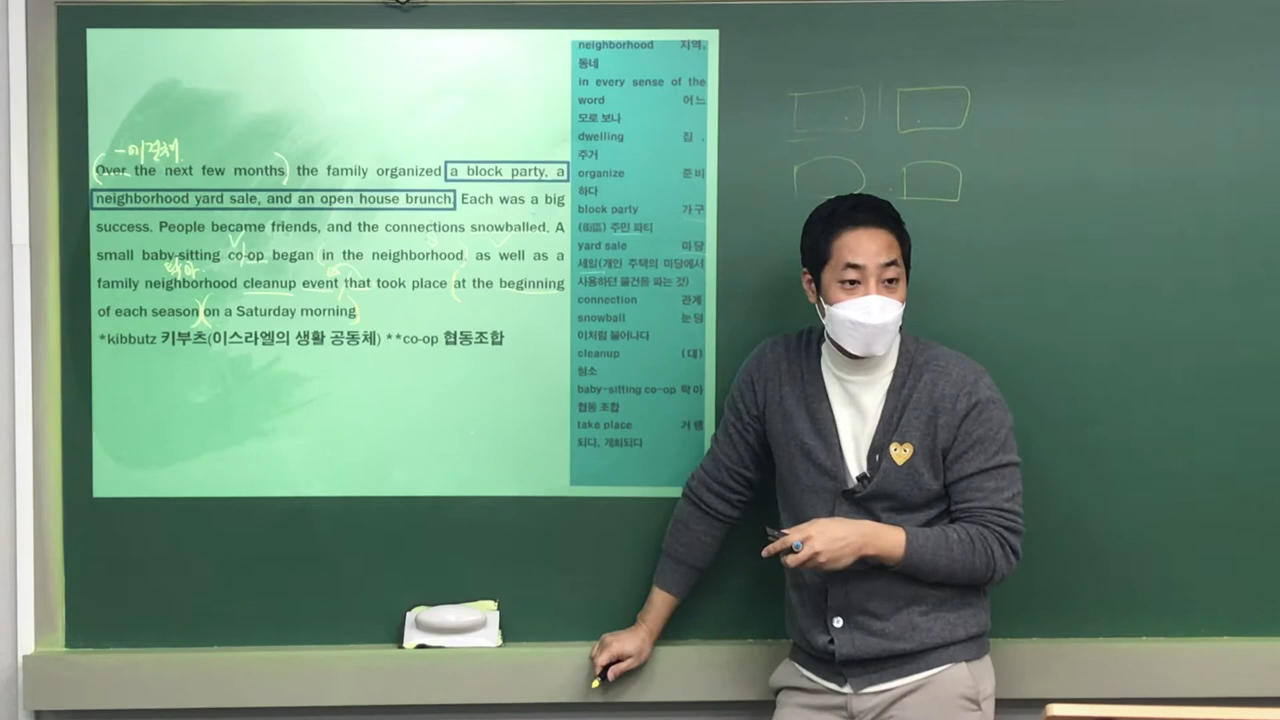 -에 걸쳐
Over the next few months, the family organized a block party, a
neighborhood yard sale, and an open house brunch. Each was a big
success. People became friends, and the connections snowballed. A
small baby-sitting co-op began in the neighborhood, as well as a
탁아
family neighborhood cleanup event that took place at the beginning
of each season on a Saturday morning.
*kibbutz 키부츠(이스라엘의 생활 공동체) **co-op 협동조합
neighborhood 지역,
동네
in every sense of the
word 어느
모로 보나
dwelling 집,
주거
organize 준비
하다
block party 가구
(街區) 주민 파티
yard sale 마당
세일(개인 주택의 마당에서
사용하던 물건을 파는 것)
connection 관계
snowball 눈덩
이처럼 불어나다
cleanup (대)
청소
baby-sitting co-op 탁아
협동 조합
take place 거행
되다, 개최되다